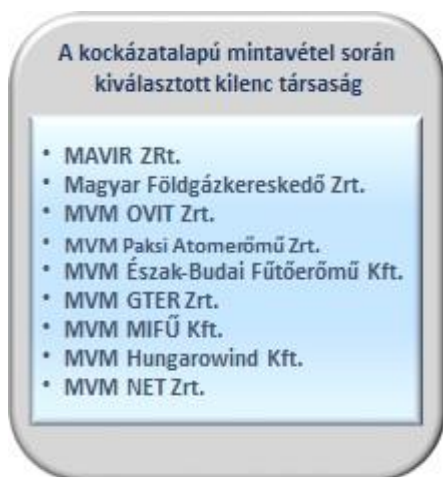 A kockázatalapú mintavétel során
kiválasztott kilenc társaság
• MAVIR ZRt.
• Magyar Földgázkereskedő Zrt.
• MVM OVIT Zrt.
• MVM Paksi Atomerőmű Zrt.
• MVM Észak-Budai Fűtőerőmű Kft.
• MVM GTER Zrt.
• MVM MIFŰ Kft.
• MVM Hungarowind Kft.
• MVM NET Zrt.